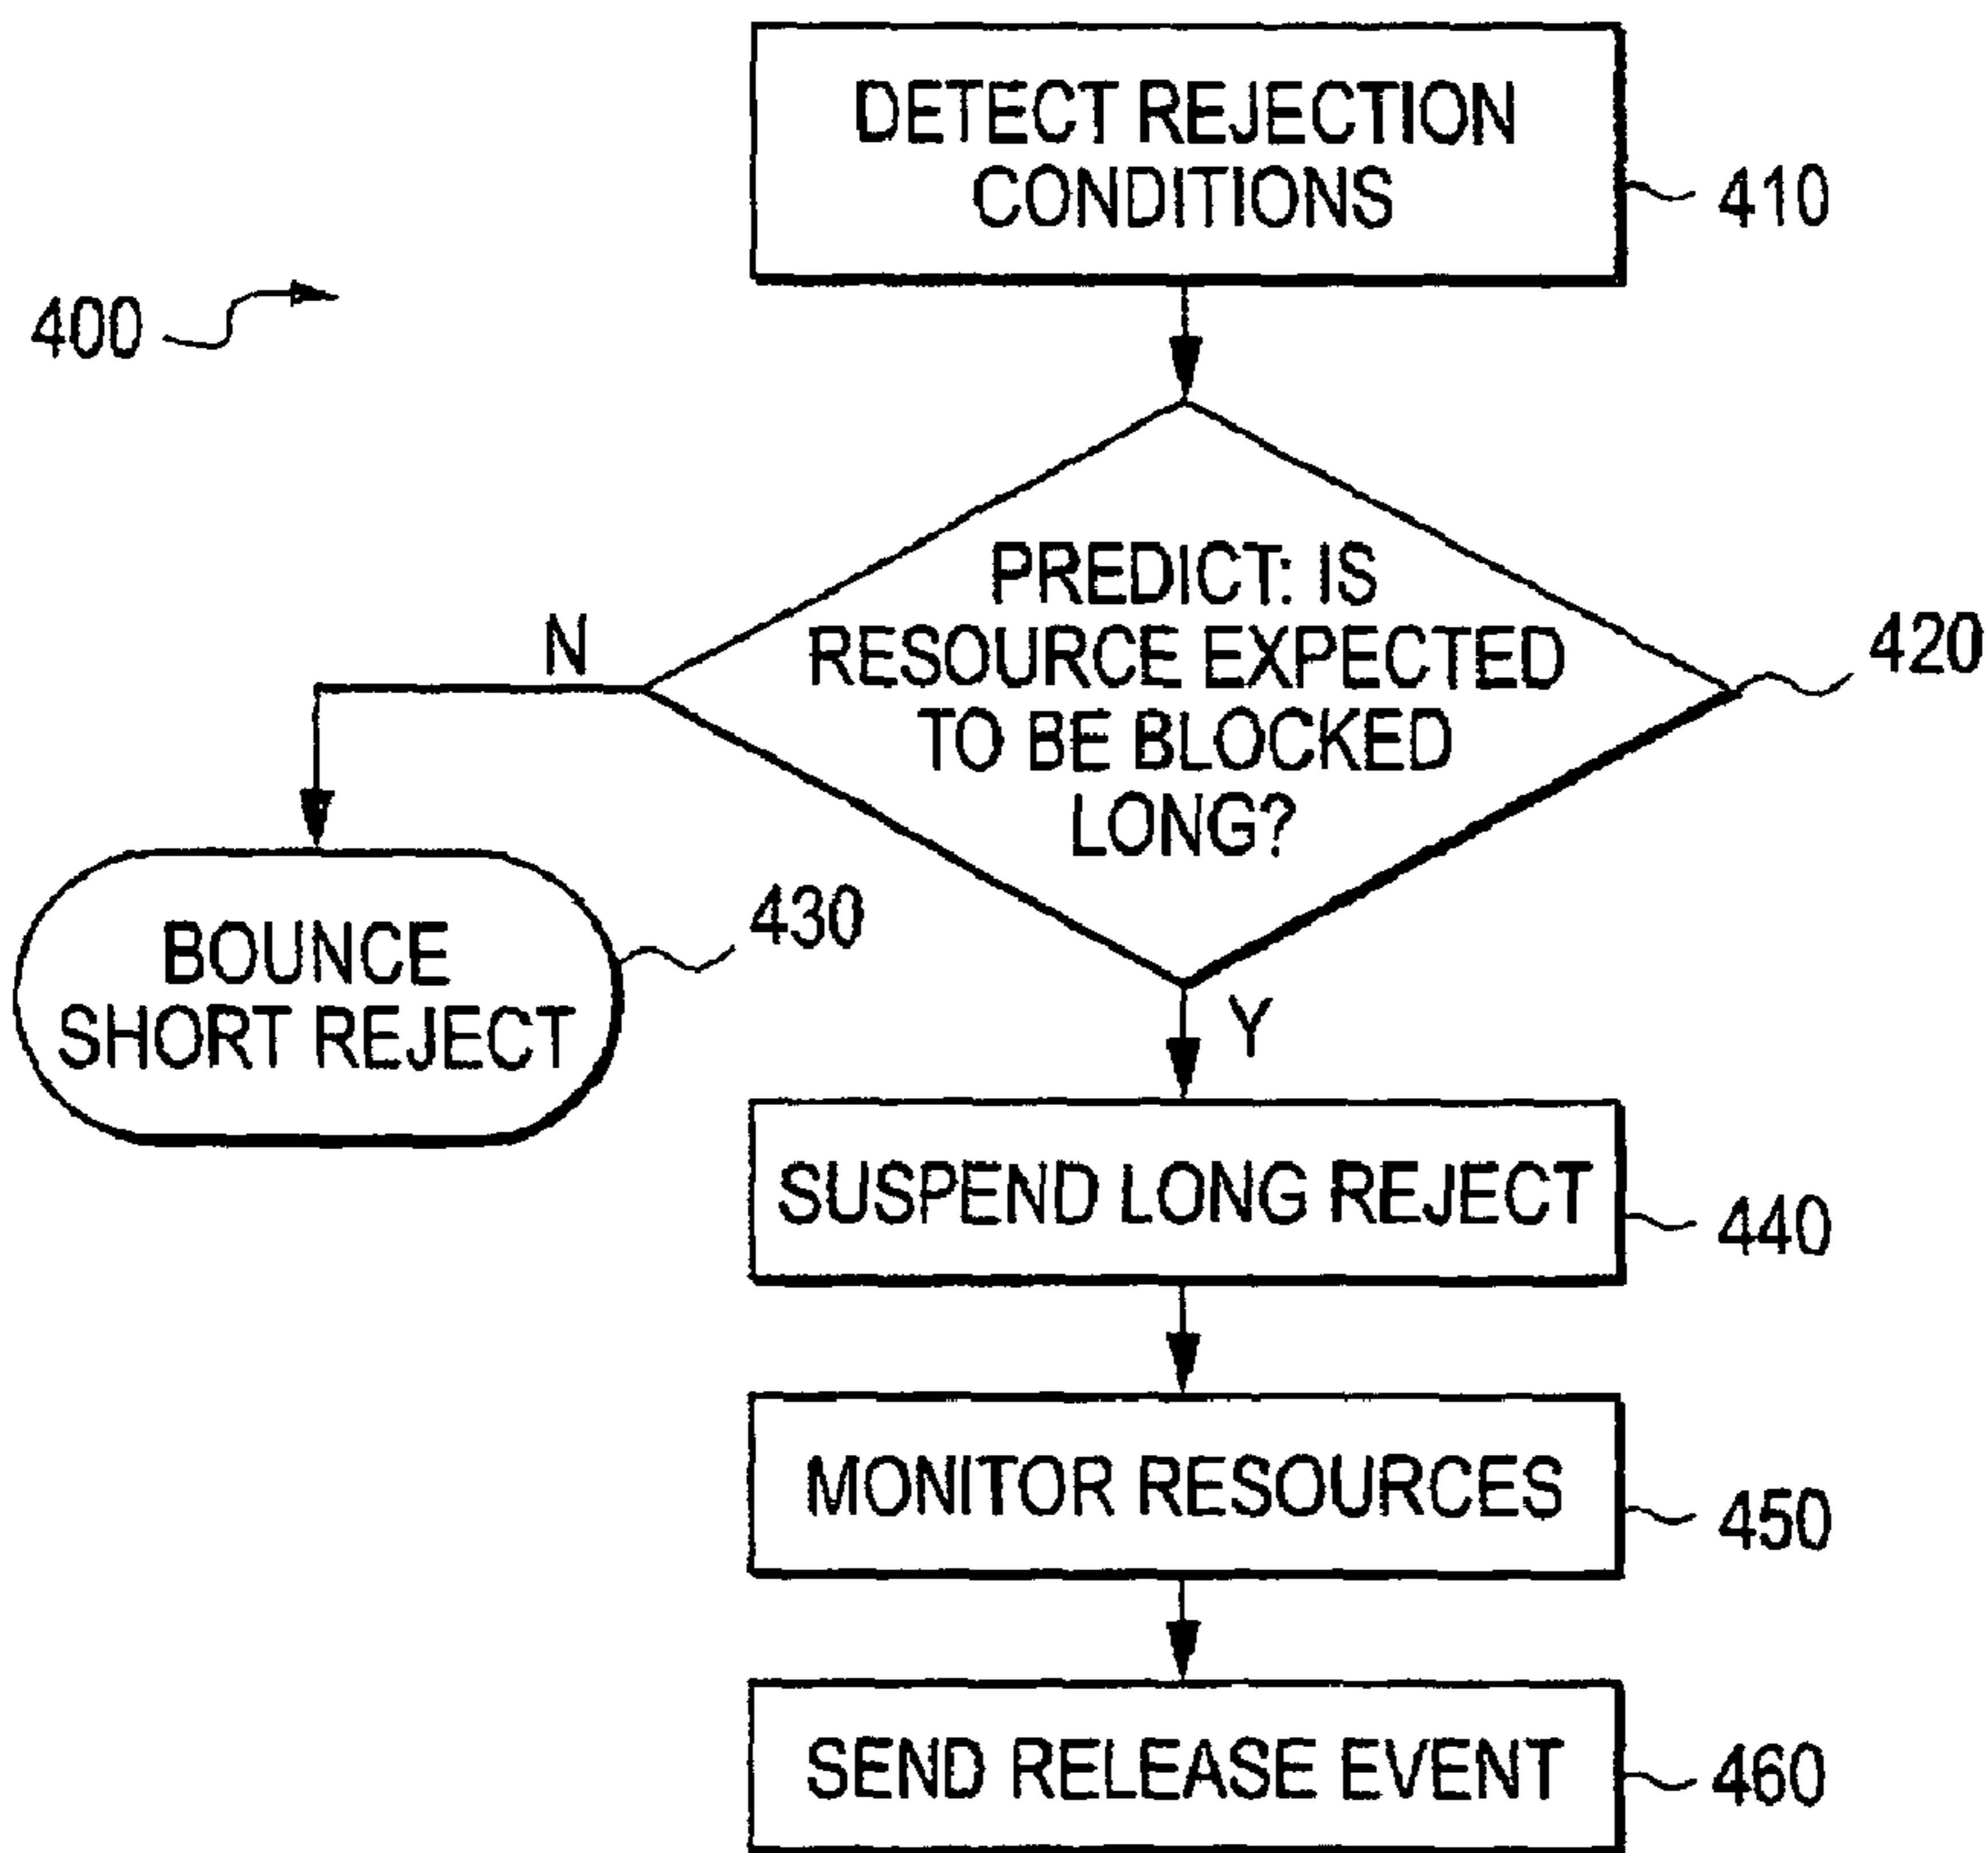 DETECT REJECTION
CONDITIONS
410
400
PREDICT: IS
RESOURCE EXPECTED
TO BE BLOCKED
LONG?
420
N
BOUNCE
SHORT REJECT
430
Y
SUSPEND LONG REJECT
440
MONITOR RESOURCES
450
SEND RELEASE EVENT
460